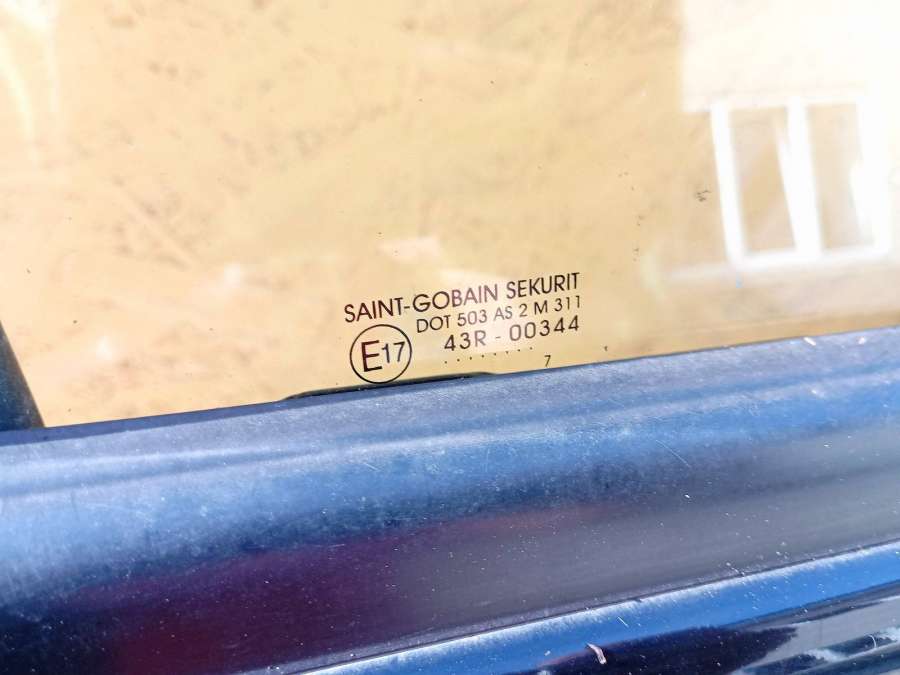 SAINT-GOBAIN SEKURIT
DOT 503 AS 2 M 311
E17 43R - 00344
....... 7